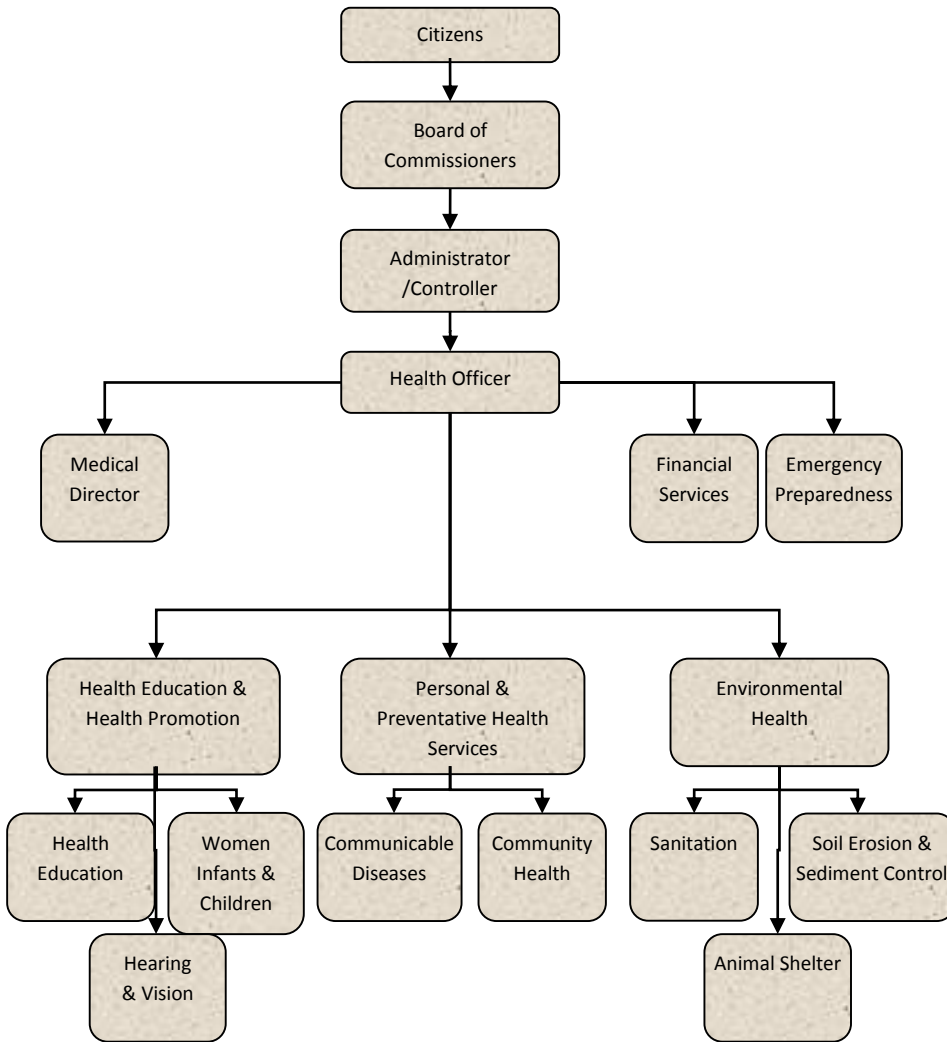 Citizens
Board of
Commissioners
Administrator
/Controller
Health Officer
Medical
Director
Financial
Services
Emergency
Preparedness
Health Education &
Health Promotion
Personal &
Preventative Health
Services
Environmental
Health
Health
Education
Women
Infants &
Children
Communicable
Diseases
Community
Health
Sanitation
Soil Erosion &
Sediment Control
Hearing
& Vision
Animal Shelter